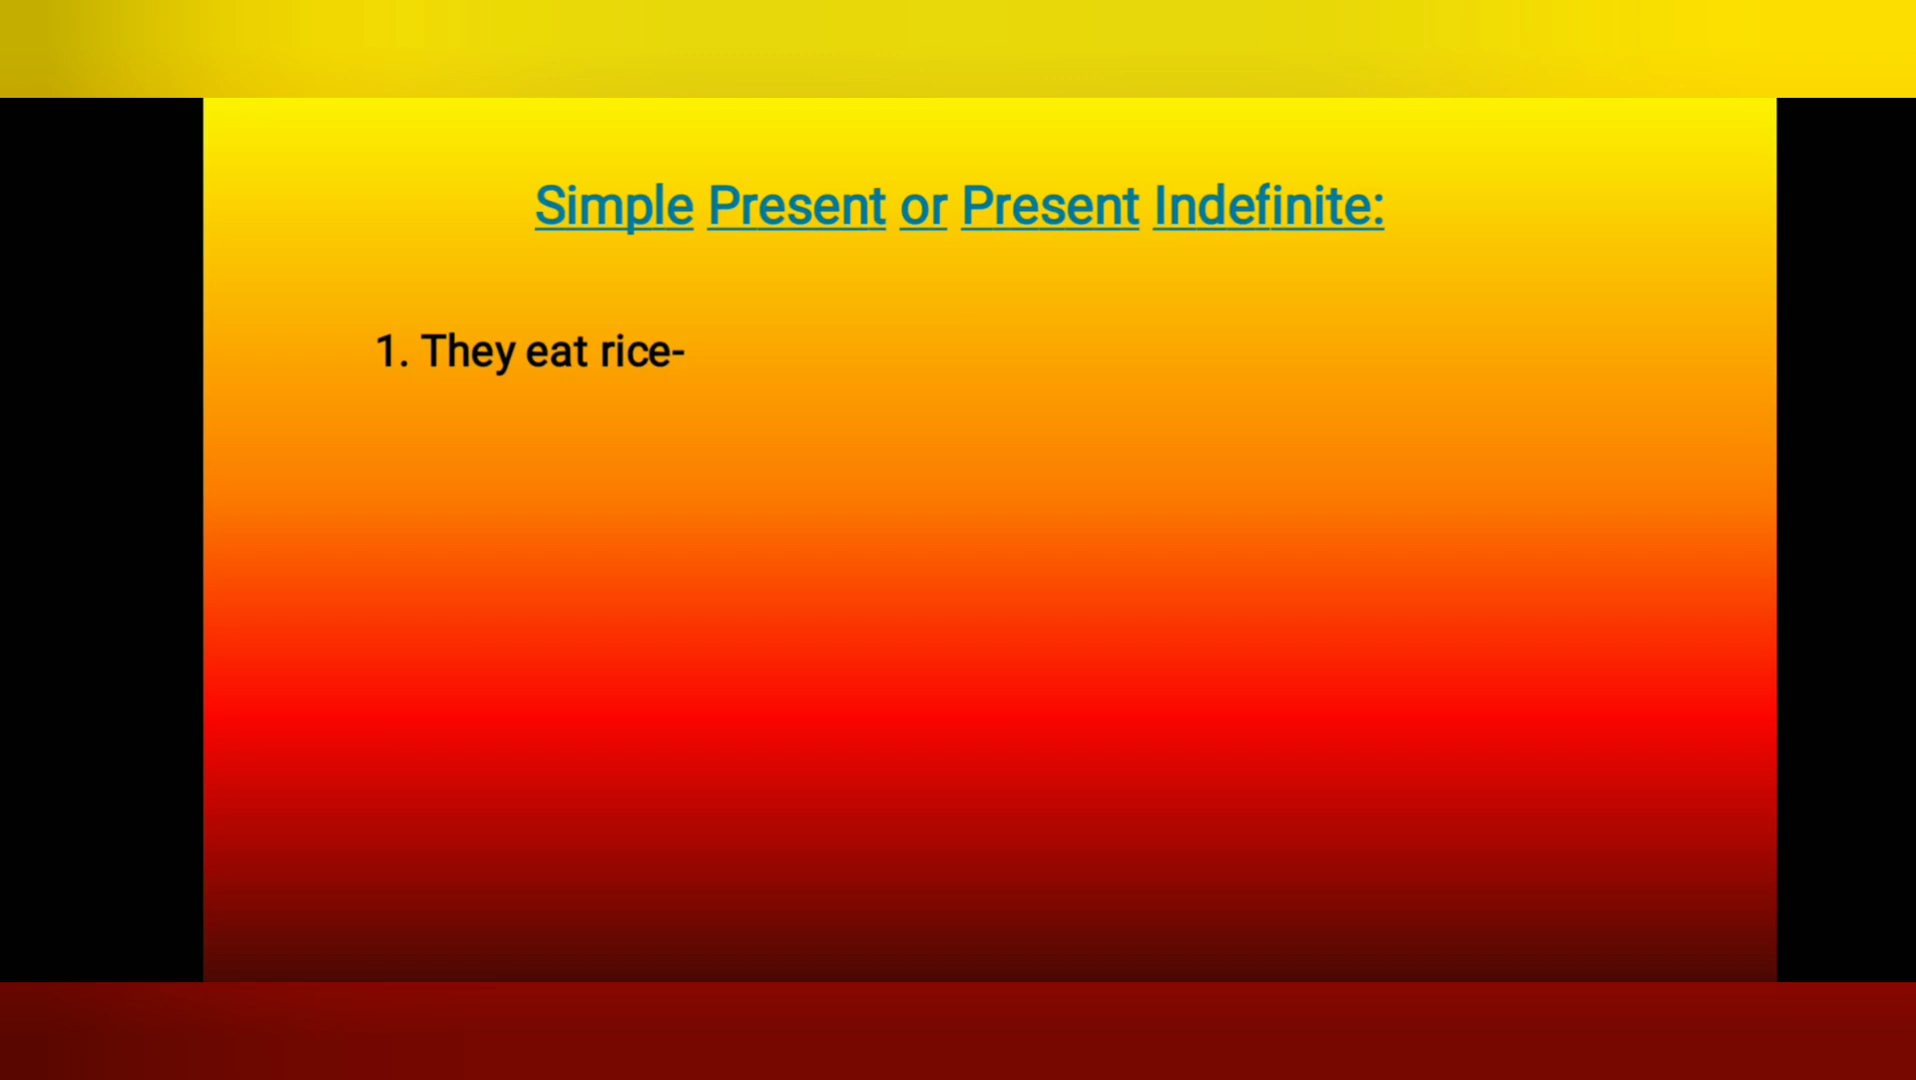 Simple Present or Present Indefinite:
1. They eat rice-